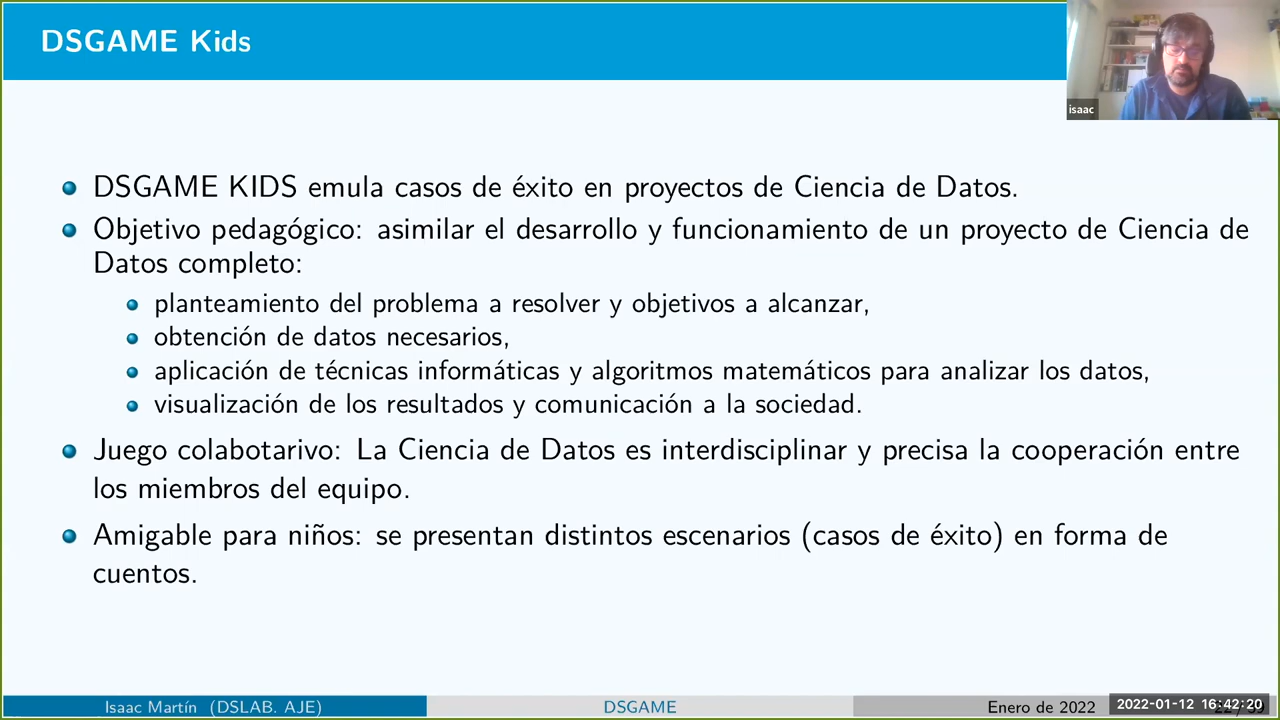 DSGAME Kids
isaac
DSGAME KIDS emula casos de éxito en proyectos de Ciencia de Datos.
Objetivo pedagógico: asimilar el desarrollo y funcionamiento de un proyecto de Ciencia de
Datos completo:
planteamiento del problema a resolver y objetivos a alcanzar,
obtención de datos necesarios,
aplicación de técnicas informáticas y algoritmos matemáticos para analizar los datos,
visualización de los resultados y comunicación a la sociedad.
Juego colabotarivo: La Ciencia de Datos es interdisciplinar y precisa la cooperación entre
los miembros del equipo.
Amigable para niños: se presentan distintos escenarios (casos de éxito) en forma de
cuentos.
Isaac Martín (DSLAB. AJE) DSGAME Enero de 2022 2022-01-12 16:42:20